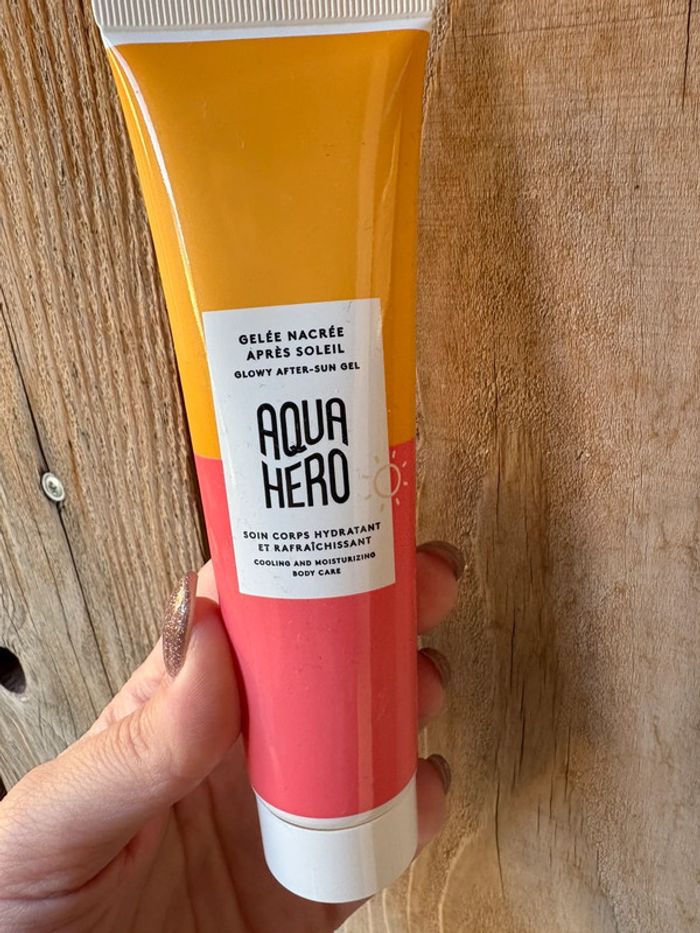 GELÉE NACRÉE
APRÈS SOLEIL
GLOWY AFTER-SUN GEL
AQUA
HERO
SOIN CORPS HYDRATANT
ET RAFRAÎCHISSANT
COOLING AND MOISTURIZING
BODY CARE